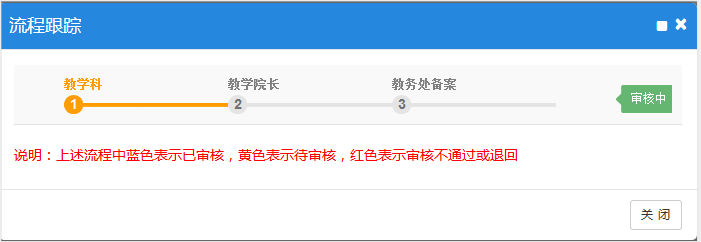 流程跟踪
教学科 教学院长 教务处备案
1 2 3 审核中
说明：上述流程中蓝色表示已审核，黄色表示待审核，红色表示审核不通过或退回
关 闭